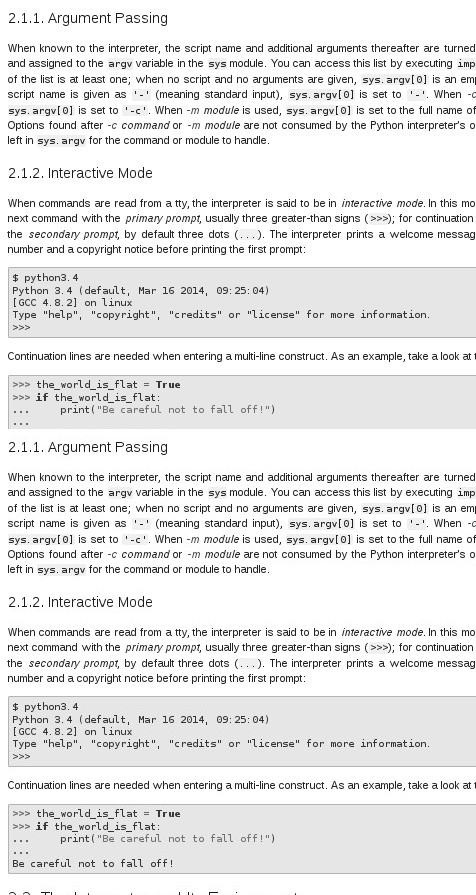 2.1.1. Argument Passing
When known to the interpreter, the script name and additional arguments thereafter are turned
and assigned to the argv variable in the sys module. You can access this list by executing imp
of the list is at least one; when no script and no arguments are given, sys.argv[0] is an emp
script name is given as '-' (meaning standard input), sys.argv[0] is set to '-'. When -c
sys.argv[0] is set to '-c'. When -m module is used, sys.argv[0] is set to the full name of
Options found after -c command or -m module are not consumed by the Python interpreter's o
left in sys.argv for the command or module to handle.
2.1.2. Interactive Mode
When commands are read from a tty, the interpreter is said to be in interactive mode. In this mo
next command with the primary prompt, usually three greater-than signs (>>>); for continuation
the secondary prompt, by default three dots (...). The interpreter prints a welcome messag
number and a copyright notice before printing the first prompt:
$ python3.4
Python 3.4 (default, Mar 16 2014, 09:25:04)
[GCC 4.8.2] on linux
Type "help", "copyright", "credits" or "license" for more information.
>>>
Continuation lines are needed when entering a multi-line construct. As an example, take a look at t
>>> the_world_is_flat = True
>>> if the_world_is_flat:
...     print("Be careful not to fall off!")
...
2.1.1. Argument Passing
When known to the interpreter, the script name and additional arguments thereafter are turned
and assigned to the argv variable in the sys module. You can access this list by executing imp
of the list is at least one; when no script and no arguments are given, sys.argv[0] is an emp
script name is given as '-' (meaning standard input), sys.argv[0] is set to '-'. When -c
sys.argv[0] is set to '-c'. When -m module is used, sys.argv[0] is set to the full name of
Options found after -c command or -m module are not consumed by the Python interpreter's o
left in sys.argv for the command or module to handle.
2.1.2. Interactive Mode
When commands are read from a tty, the interpreter is said to be in interactive mode. In this mo
next command with the primary prompt, usually three greater-than signs (>>>); for continuation
the secondary prompt, by default three dots (...). The interpreter prints a welcome messag
number and a copyright notice before printing the first prompt:
$ python3.4
Python 3.4 (default, Mar 16 2014, 09:25:04)
[GCC 4.8.2] on linux
Type "help", "copyright", "credits" or "license" for more information.
>>>
Continuation lines are needed when entering a multi-line construct. As an example, take a look at t
>>> the_world_is_flat = True
>>> if the_world_is_flat:
...     print("Be careful not to fall off!")
...
Be careful not to fall off!